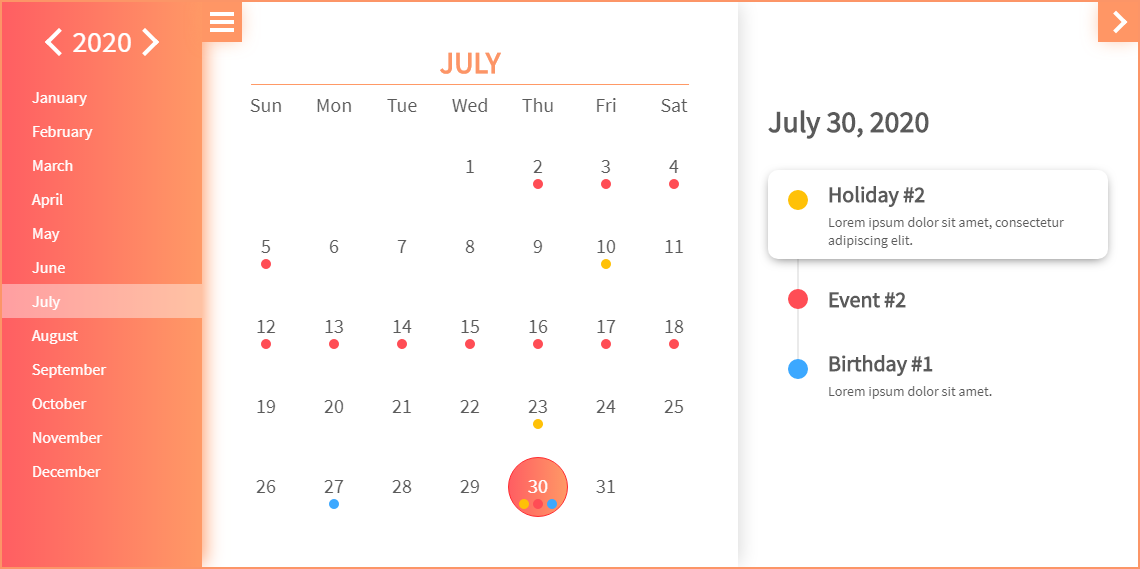 2020
January
February
March
April
May
June
July
August
September
October
November
December
JULY
Sun Mon Tue Wed Thu Fri Sat
1 2 3 4
5 6 7 8 9 10 11
12 13 14 15 16 17 18
19 20 21 22 23 24 25
26 27 28 29 30 31
July 30, 2020
Holiday #2
Lorem ipsum dolor sit amet, consectetur
adipiscing elit.
Event #2
Birthday #1
Lorem ipsum dolor sit amet.